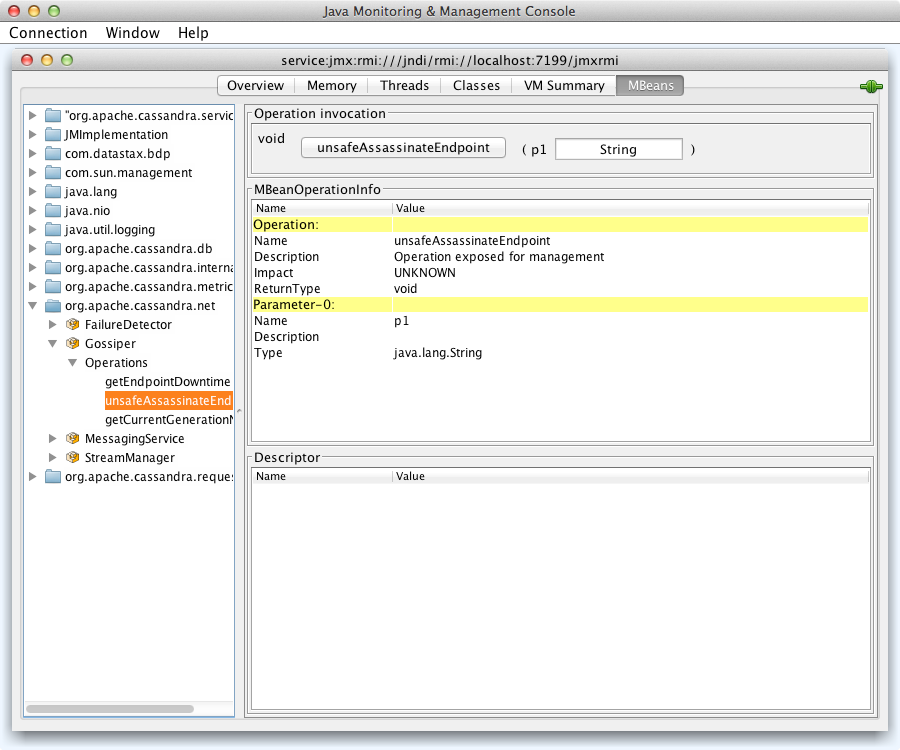 Java Monitoring & Management Console
Connection Window Help
service:jmx:rmi:///jndi/rmi://localhost:7199/jmxrmi
Overview Memory Threads Classes VM Summary MBeans
"org.apache.cassandra.servic
JMImplementation
com.datastax.bdp
com.sun.management
java.lang
java.nio
java.util.logging
org.apache.cassandra.db
org.apache.cassandra.interna
org.apache.cassandra.metric
org.apache.cassandra.net
FailureDetector
Gossiper
Operations
getEndpointDowntime
unsafeAssassinateEnd
getCurrentGenerationN
MessagingService
StreamManager
org.apache.cassandra.reques
Operation invocation
void unsafeAssassinateEndpoint ( p1 String )
MBeanOperationInfo
Name Value
Operation:
Name unsafeAssassinateEndpoint
Description Operation exposed for management
Impact UNKNOWN
ReturnType void
Parameter-0:
Name p1
Description
Type java.lang.String
Descriptor
Name Value